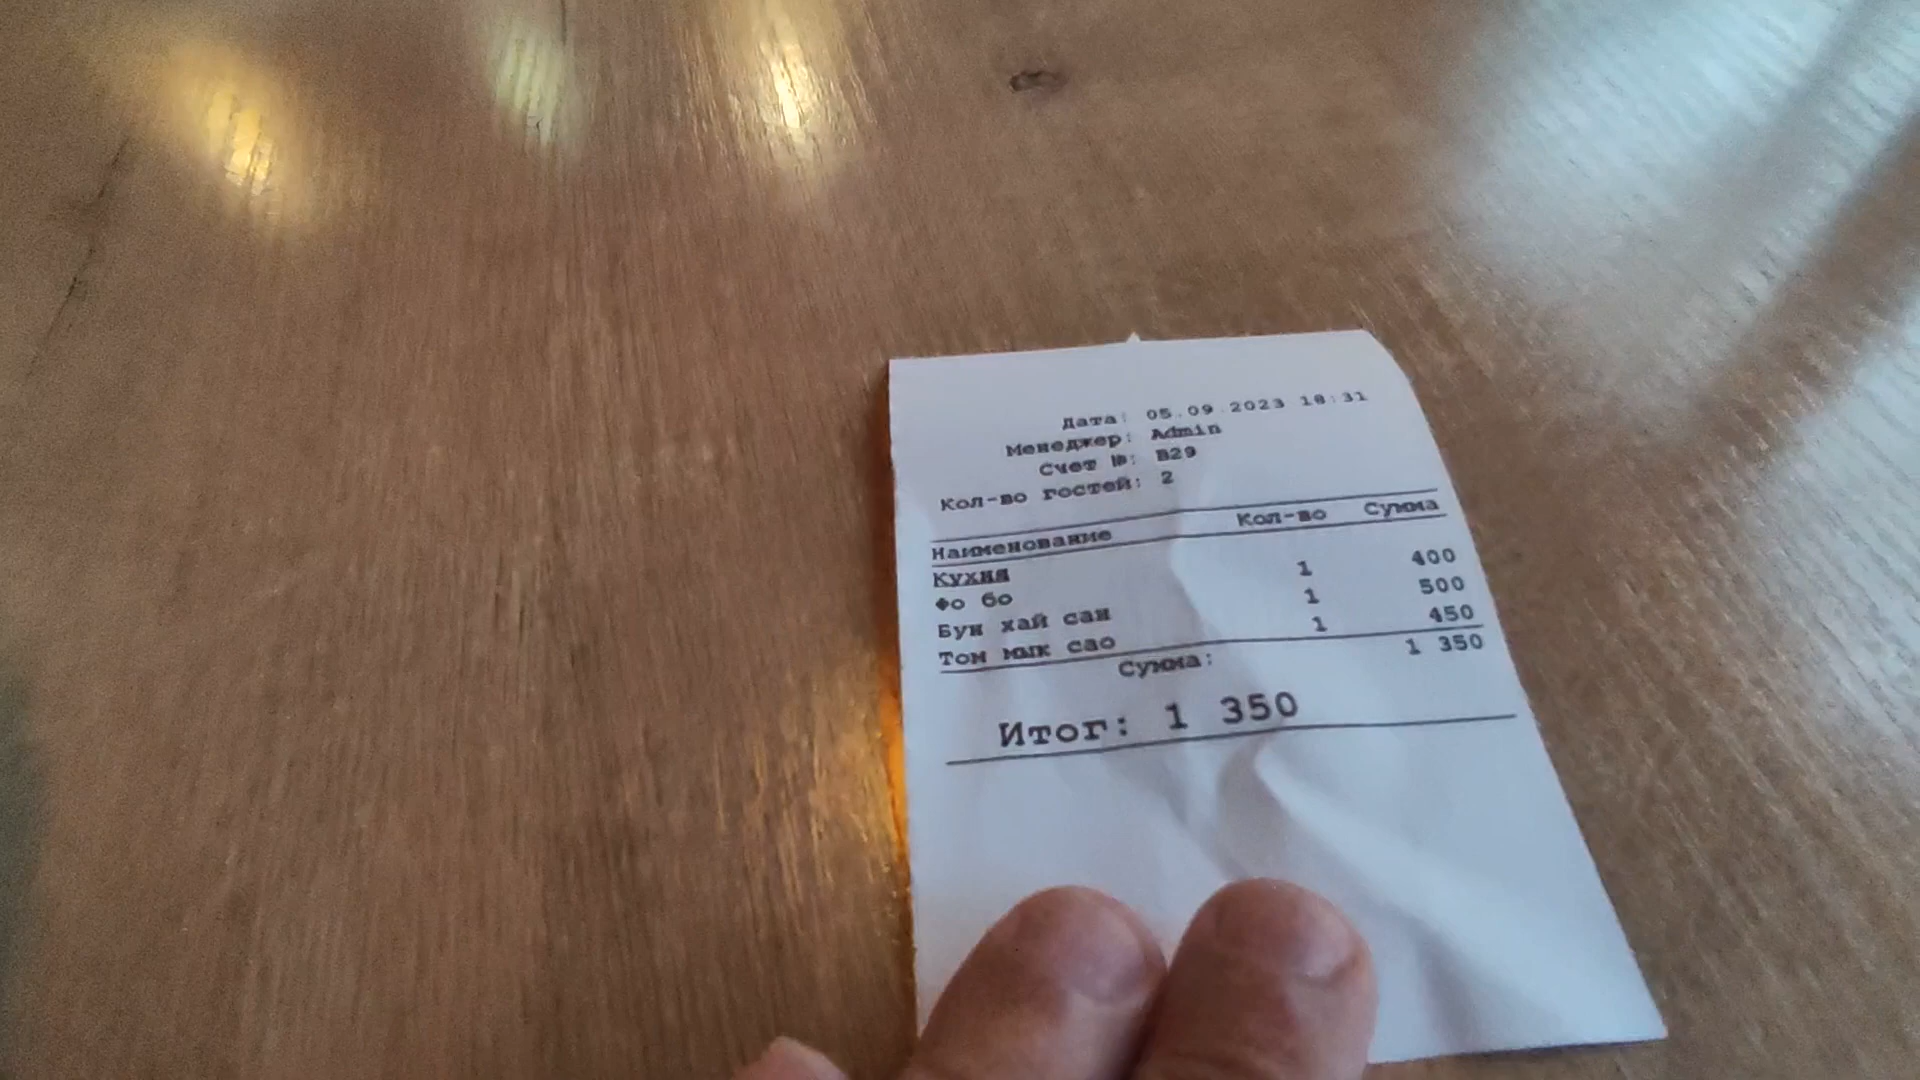 Дата: 05.09.2023 18:31
Менеджер: Admin
Счет №: В29
Кол-во гостей: 2
Наименование Кол-во Сумма
Кухня
Фо бо 1 400
Бун хай сан 1 500
Том мык сао 1 450
Сумма: 1 350
Итог: 1 350